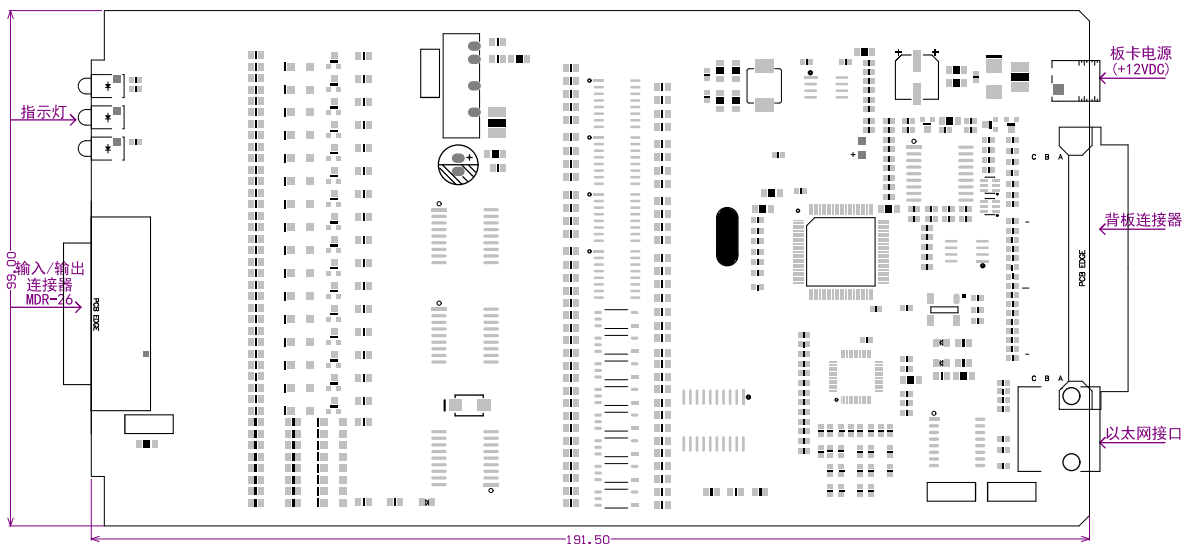 板卡电源
(+12VDC)
指示灯
C B A
背板连接器
99.00
输入/输出
连接器
MDR-26
PCB EDGE
PCB EDGE
C B A
以太网接口
191.50